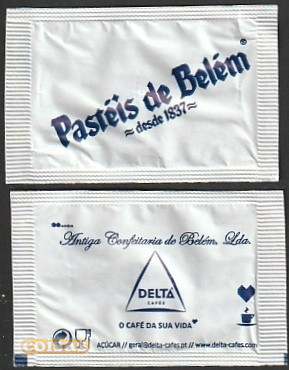 Pastéis de Belém
®
≈ desde 1837 ≈
Antiga Confeitaria de Belém, Lda.
DELTA
CAFÉS
O CAFÉ DA SUA VIDA
AÇÚCAR // geral@delta-cafes.pt // www.delta-cafes.com